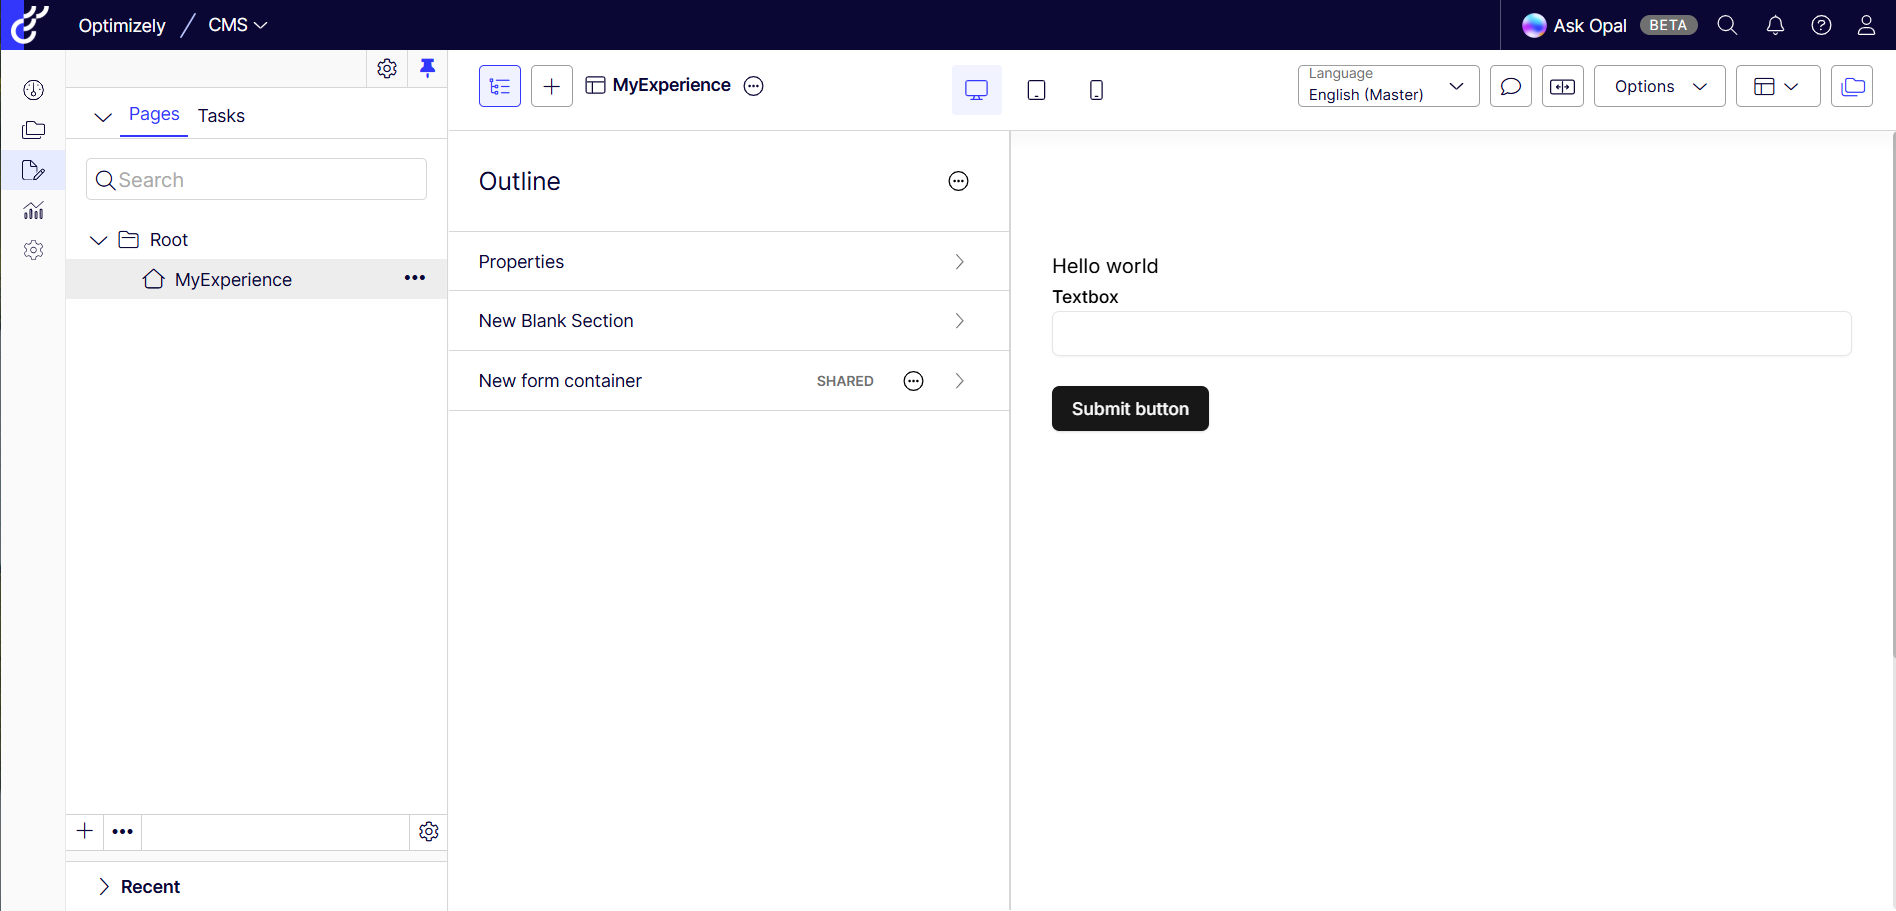 Optimizely / CMS
Ask Opal BETA
Pages Tasks
Search
Root
MyExperience
Recent
MyExperience
Language
English (Master)
Options
Outline
Properties
New Blank Section
New form container SHARED
Hello world
Textbox
Submit button